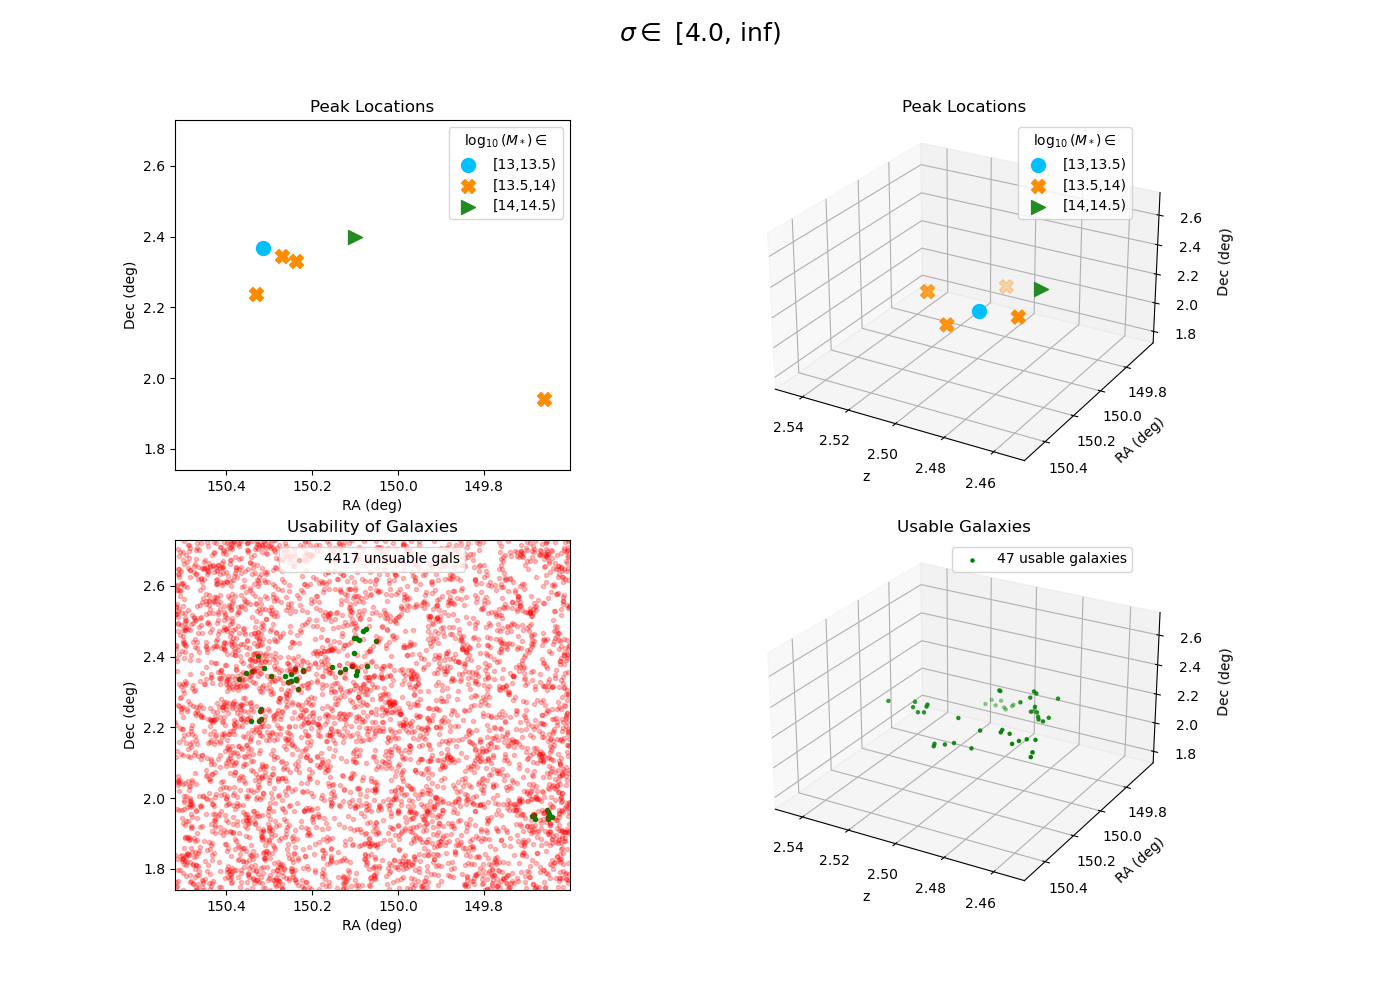 σ ∈ [4.0, inf)
Peak Locations
log₁₀(M*) ∈
[13,13.5)
[13.5,14)
[14,14.5)
2.6
2.4
2.2
2.0
1.8
Dec (deg)
150.4 150.2 150.0 149.8
RA (deg)
Peak Locations
log₁₀(M*) ∈
[13,13.5)
[13.5,14)
[14,14.5)
2.6
2.4
2.2
2.0
1.8
Dec (deg)
149.8
150.0
150.2
150.4
RA (deg)
2.54
2.52
2.50
2.48
2.46
z
Usability of Galaxies
4417 unsuable gals
2.6
2.4
2.2
2.0
1.8
Dec (deg)
150.4 150.2 150.0 149.8
RA (deg)
Usable Galaxies
47 usable galaxies
2.6
2.4
2.2
2.0
1.8
Dec (deg)
149.8
150.0
150.2
150.4
RA (deg)
2.54
2.52
2.50
2.48
2.46
z